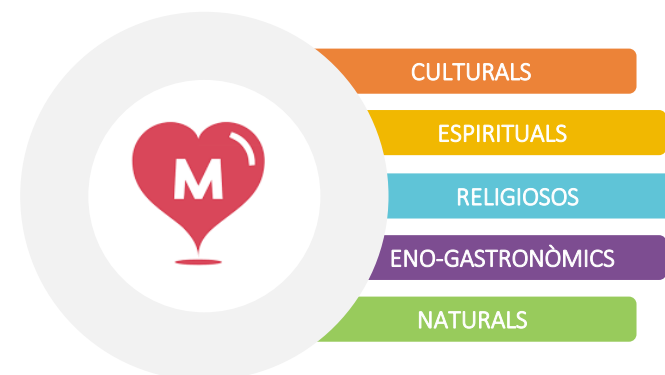 M
CULTURALS
ESPIRITUALS
RELIGIOSOS
ENO-GASTRONÒMICS
NATURALS